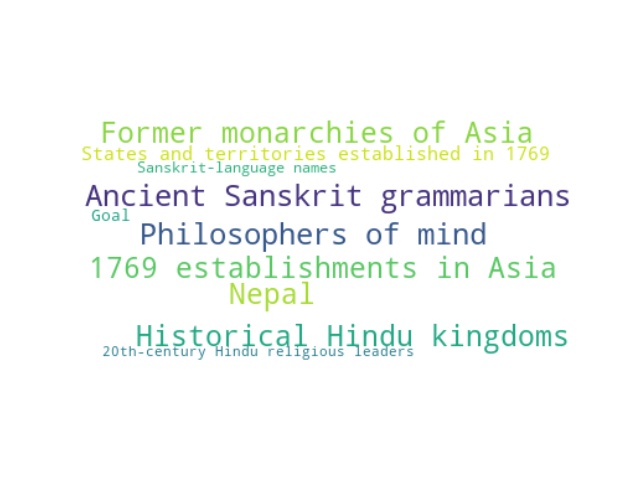 Former monarchies of Asia
States and territories established in 1769
Sanskrit-language names
Ancient Sanskrit grammarians
Goal
Philosophers of mind
1769 establishments in Asia
Nepal
Historical Hindu kingdoms
20th-century Hindu religious leaders